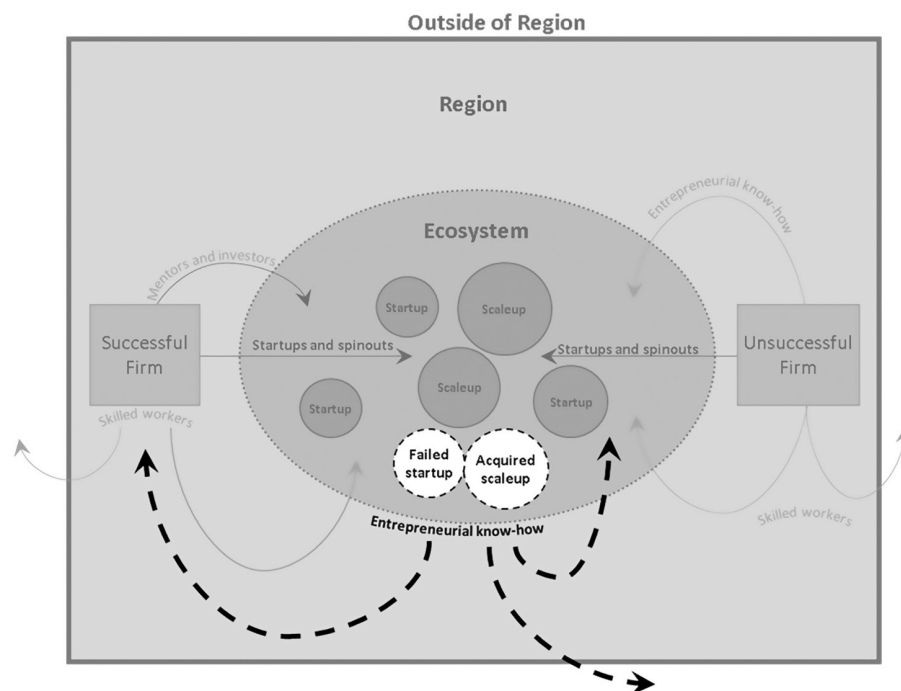 Outside of Region
Region
Entrepreneurial know-how
Ecosystem
Mentors and investors
Startup
Scaleup
Successful
Firm
Startups and spinouts
Startups and spinouts
Unsuccessful
Firm
Scaleup
Startup
Startup
Skilled workers
Failed
startup
Acquired
scaleup
Skilled workers
Entrepreneurial know-how